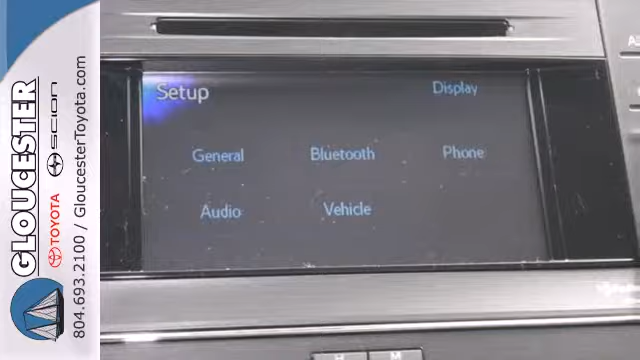 Setup
Display
General Bluetooth Phone
Audio Vehicle
H M
GLOUCESTER
TOYOTA SCION
804.693.2100 / GloucesterToyota.com